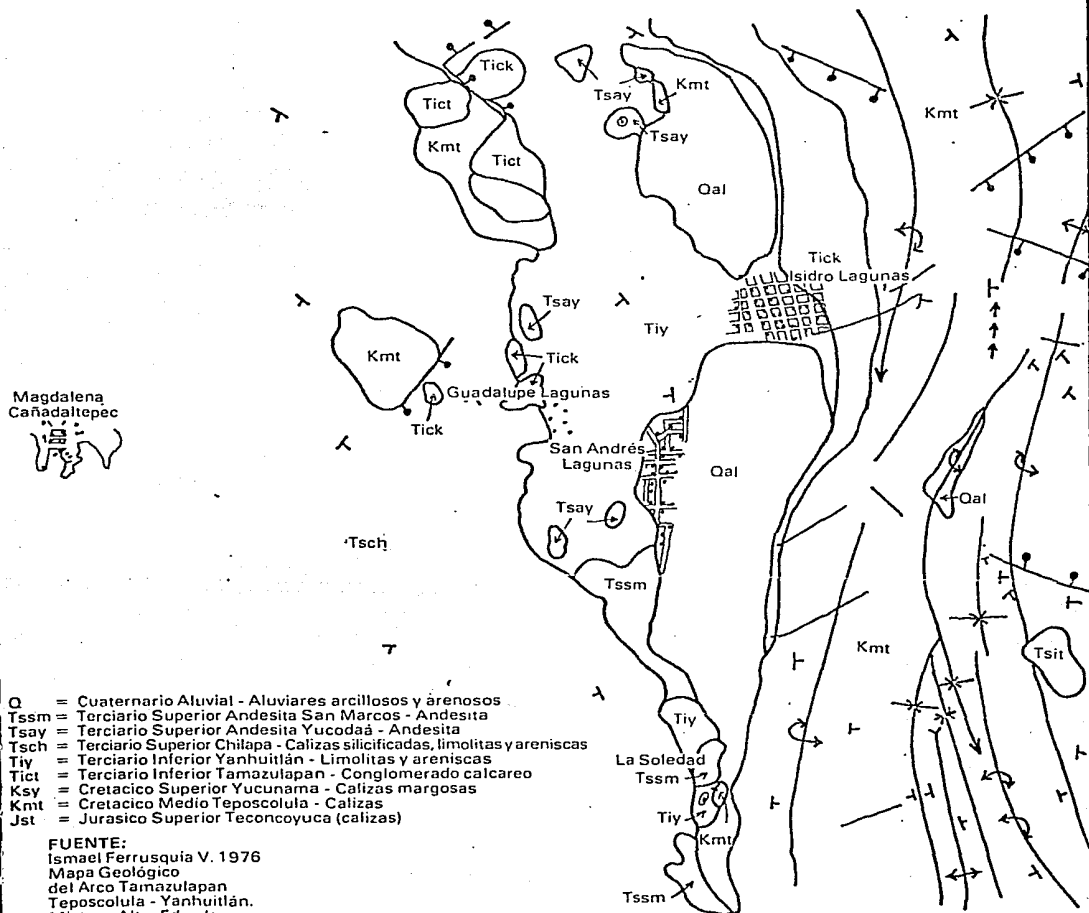 Tick
Tict
Kmt
Tict
Tsay
Kmt
Tsay
Qal
Kmt
Tick
Isidro Lagunas
Tsay
Tiy
Kmt
Tick
Guadalupe Lagunas
Tick
Magdalena
Cañadaltepec
San Andrés
Lagunas
Qal
Qal
Tsay
Tsch
Tssm
Kmt
Tsit
Tiy
La Soledad
Tssm
Tiy
Kmt
Tssm
Q = Cuaternario Aluvial - Aluviares arcillosos y arenosos
Tssm = Terciario Superior Andesita San Marcos - Andesita
Tsay = Terciario Superior Andesita Yucodaá - Andesita
Tsch = Terciario Superior Chilapa - Calizas silicificadas, limolitas y areniscas
Tiy = Terciario Inferior Yanhuitlán - Limolitas y areniscas
Tict = Terciario Inferior Tamazulapan - Conglomerado calcareo
Ksy = Cretacico Superior Yucunama - Calizas margosas
Kmt = Cretacico Medio Teposcolula - Calizas
Jst = Jurasico Superior Teconcoyuca (calizas)
FUENTE:
Ismael Ferrusquia V. 1976
Mapa Geológico
del Arco Tamazulapan
Teposcolula - Yanhuitlán.